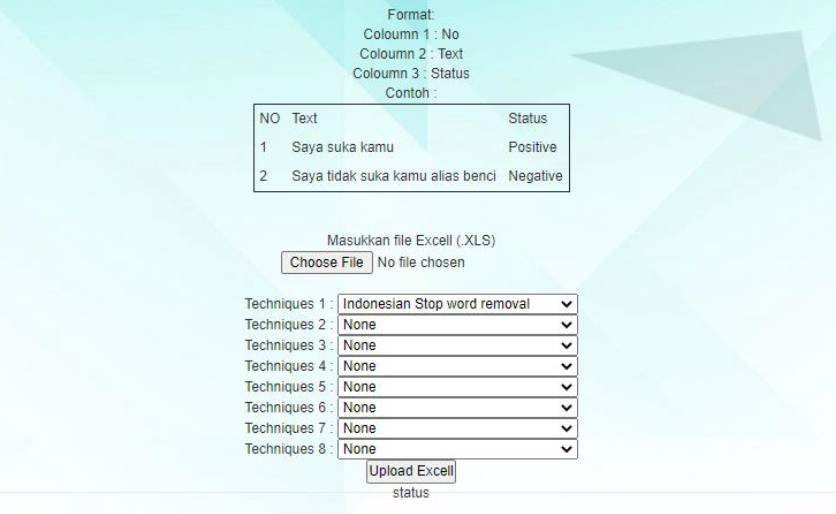 Format:
Coloumn 1 : No
Coloumn 2 : Text
Coloumn 3 : Status
Contoh :
NO Text Status
1 Saya suka kamu Positive
2 Saya tidak suka kamu alias benci Negative
Masukkan file Excell (.XLS)
Choose File No file chosen
Techniques 1 : Indonesian Stop word removal
Techniques 2 : None
Techniques 3 : None
Techniques 4 : None
Techniques 5 : None
Techniques 6 : None
Techniques 7 : None
Techniques 8 : None
Upload Excell
status